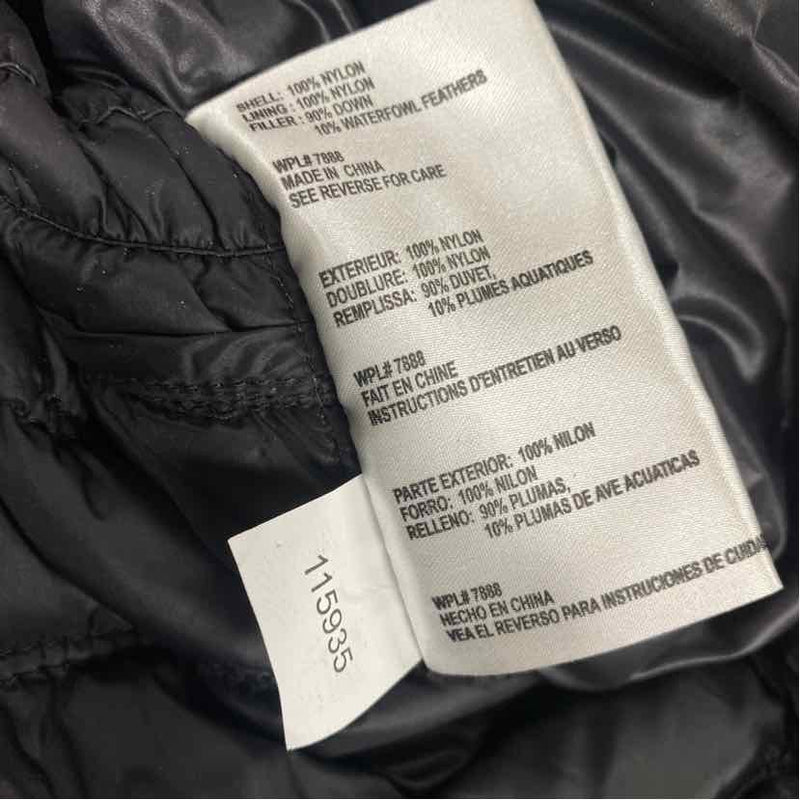 SHELL: 100% NYLON
LINING: 100% NYLON
FILLER: 90% DOWN
10% WATERFOWL FEATHERS
WPL# 7888
MADE IN CHINA
SEE REVERSE FOR CARE
EXTERIEUR: 100% NYLON
DOUBLURE: 100% NYLON
REMPLISSA: 90% DUVET,
10% PLUMES AQUATIQUES
WPL# 7888
FAIT EN CHINE
INSTRUCTIONS D'ENTRETIEN AU VERSO
PARTE EXTERIOR: 100% NILON
FORRO: 100% NILON
RELLENO: 90% PLUMAS,
10% PLUMAS DE AVE ACUATICAS
WPL# 7888
HECHO EN CHINA
VEA EL REVERSO PARA INSTRUCIONES DE CUIDA
115935